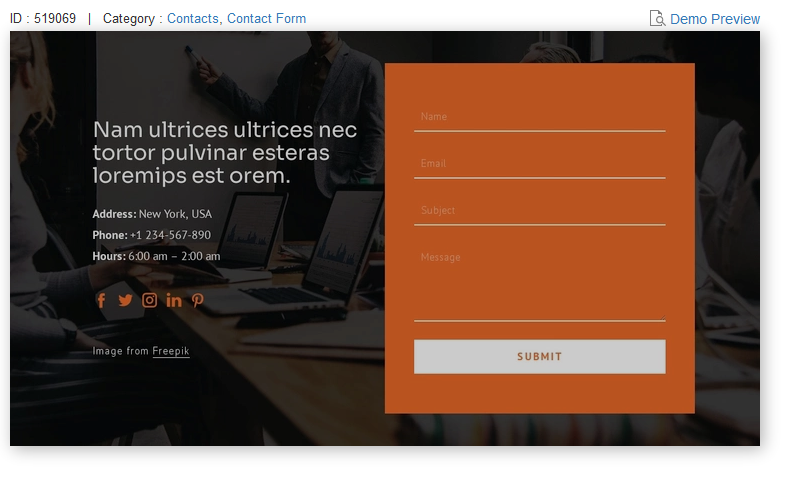 ID : 519069 | Category : Contacts, Contact Form
Demo Preview
Nam ultrices ultrices nec
tortor pulvinar esteras
loremips est orem.
Address: New York, USA
Phone: +1 234-567-890
Hours: 6:00 am – 2:00 am
Image from Freepik
Name
Email
Subject
Message
SUBMIT